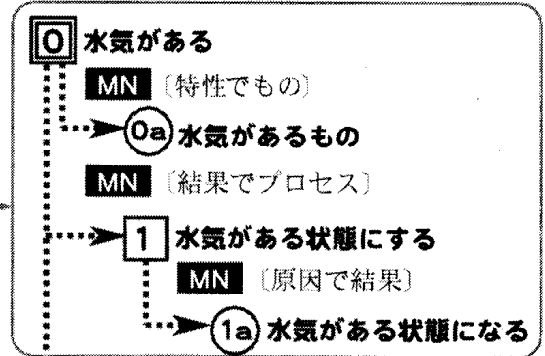 0 水気がある
MN 〔特性でもの〕
0a 水気があるもの
MN 〔結果でプロセス〕
1 水気がある状態にする
MN 〔原因で結果〕
1a 水気がある状態になる